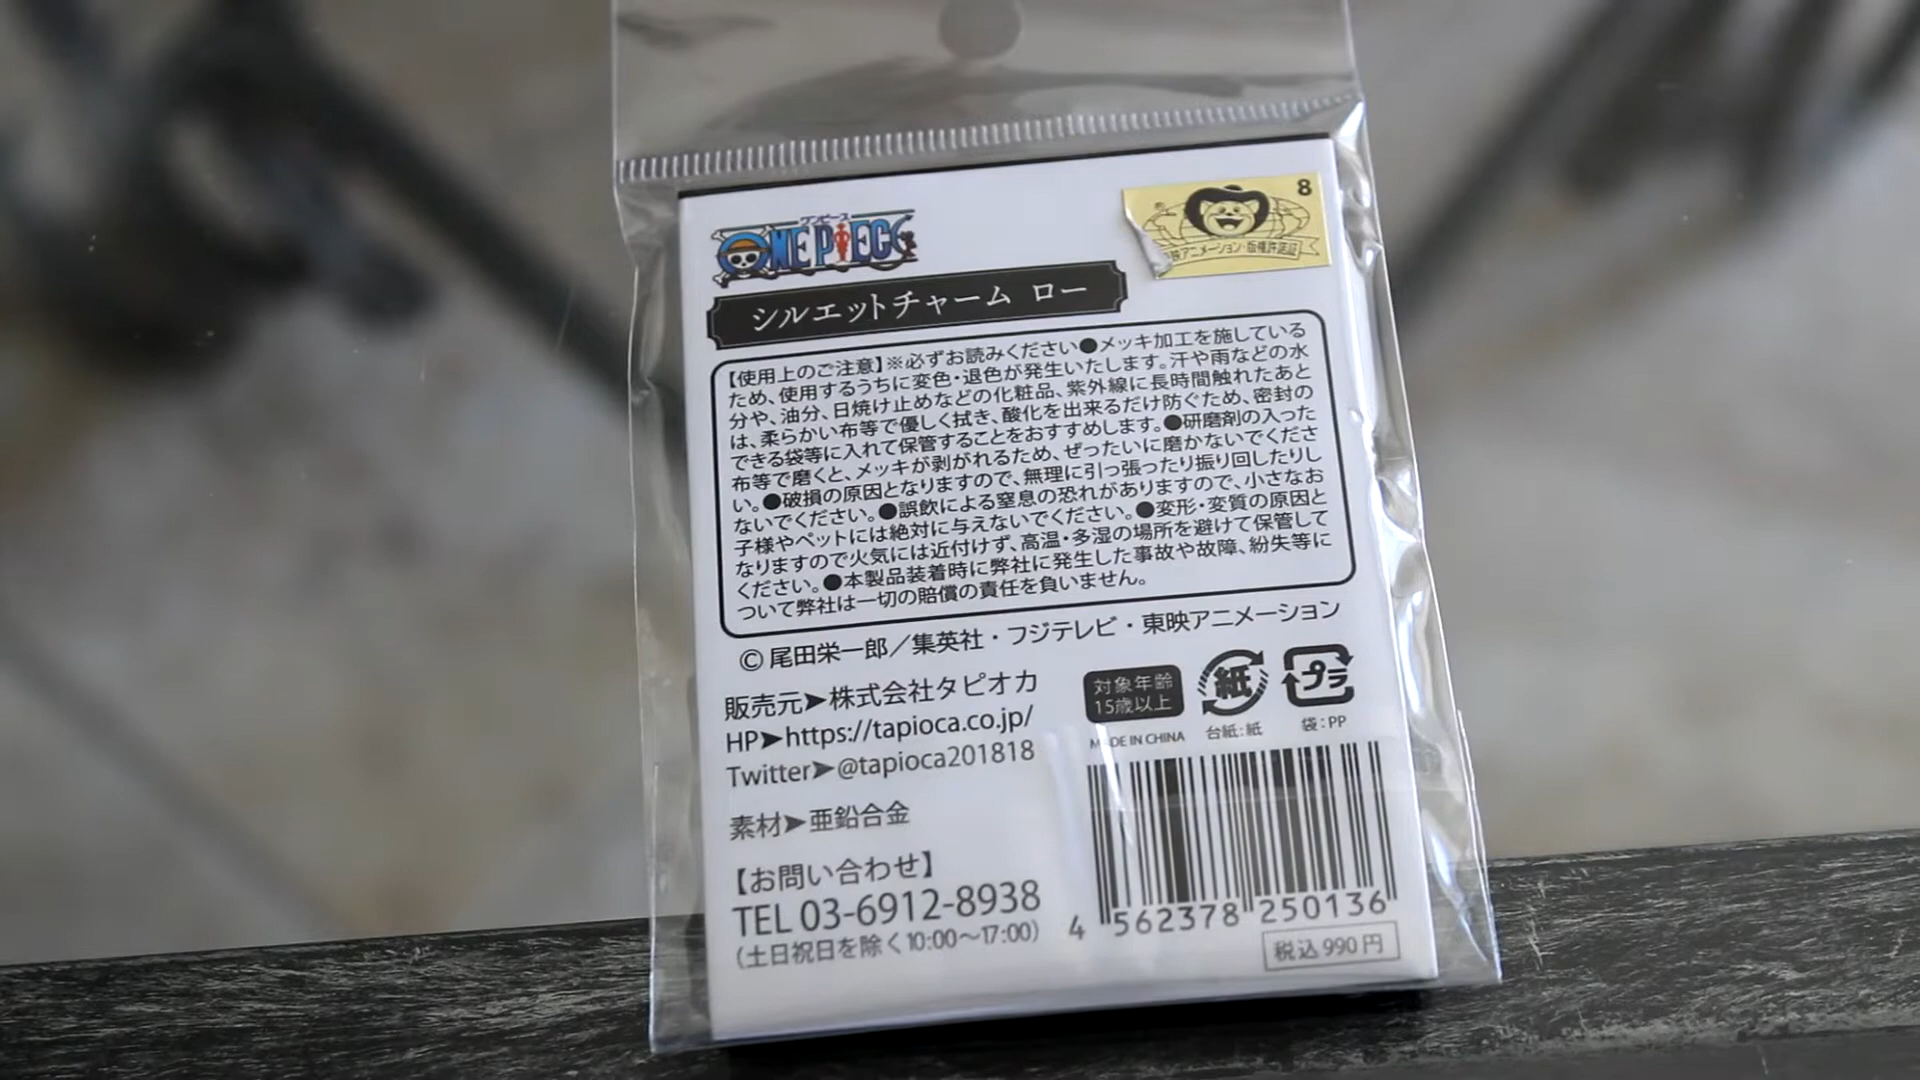 ワンピース
ONE PIECE
8
映アニメーション・版権許諾証
シルエットチャーム ロー
【使用上のご注意】※必ずお読みください●メッキ加工を施している
ため、使用するうちに変色・退色が発生いたします。汗や雨などの水
分や、油分、日焼け止めなどの化粧品、紫外線に長時間触れたあと
は、柔らかい布等で優しく拭き、酸化を出来るだけ防ぐため、密封の
できる袋等に入れて保管することをおすすめします。●研磨剤の入った
布等で磨くと、メッキが剥がれるため、ぜったいに磨かないでくださ
い。●破損の原因となりますので、無理に引っ張ったり振り回したりし
ないでください。●誤飲による窒息の恐れがありますので、小さなお
子様やペットには絶対に与えないでください。●変形・変質の原因と
なりますので火気には近付けず、高温・多湿の場所を避けて保管して
ください。●本製品装着時に弊社に発生した事故や故障、紛失等に
ついて弊社は一切の賠償の責任を負いません。
©尾田栄一郎／集英社・フジテレビ・東映アニメーション
販売元➤株式会社タピオカ
HP➤https://tapioca.co.jp/
Twitter➤@tapioca201818
素材➤亜鉛合金
【お問い合わせ】
TEL 03-6912-8938
（土日祝日を除く10:00～17:00）
対象年齢
15歳以上
紙
プラ
MADE IN CHINA
台紙：紙
袋：PP
4 562378 250136
税込990円